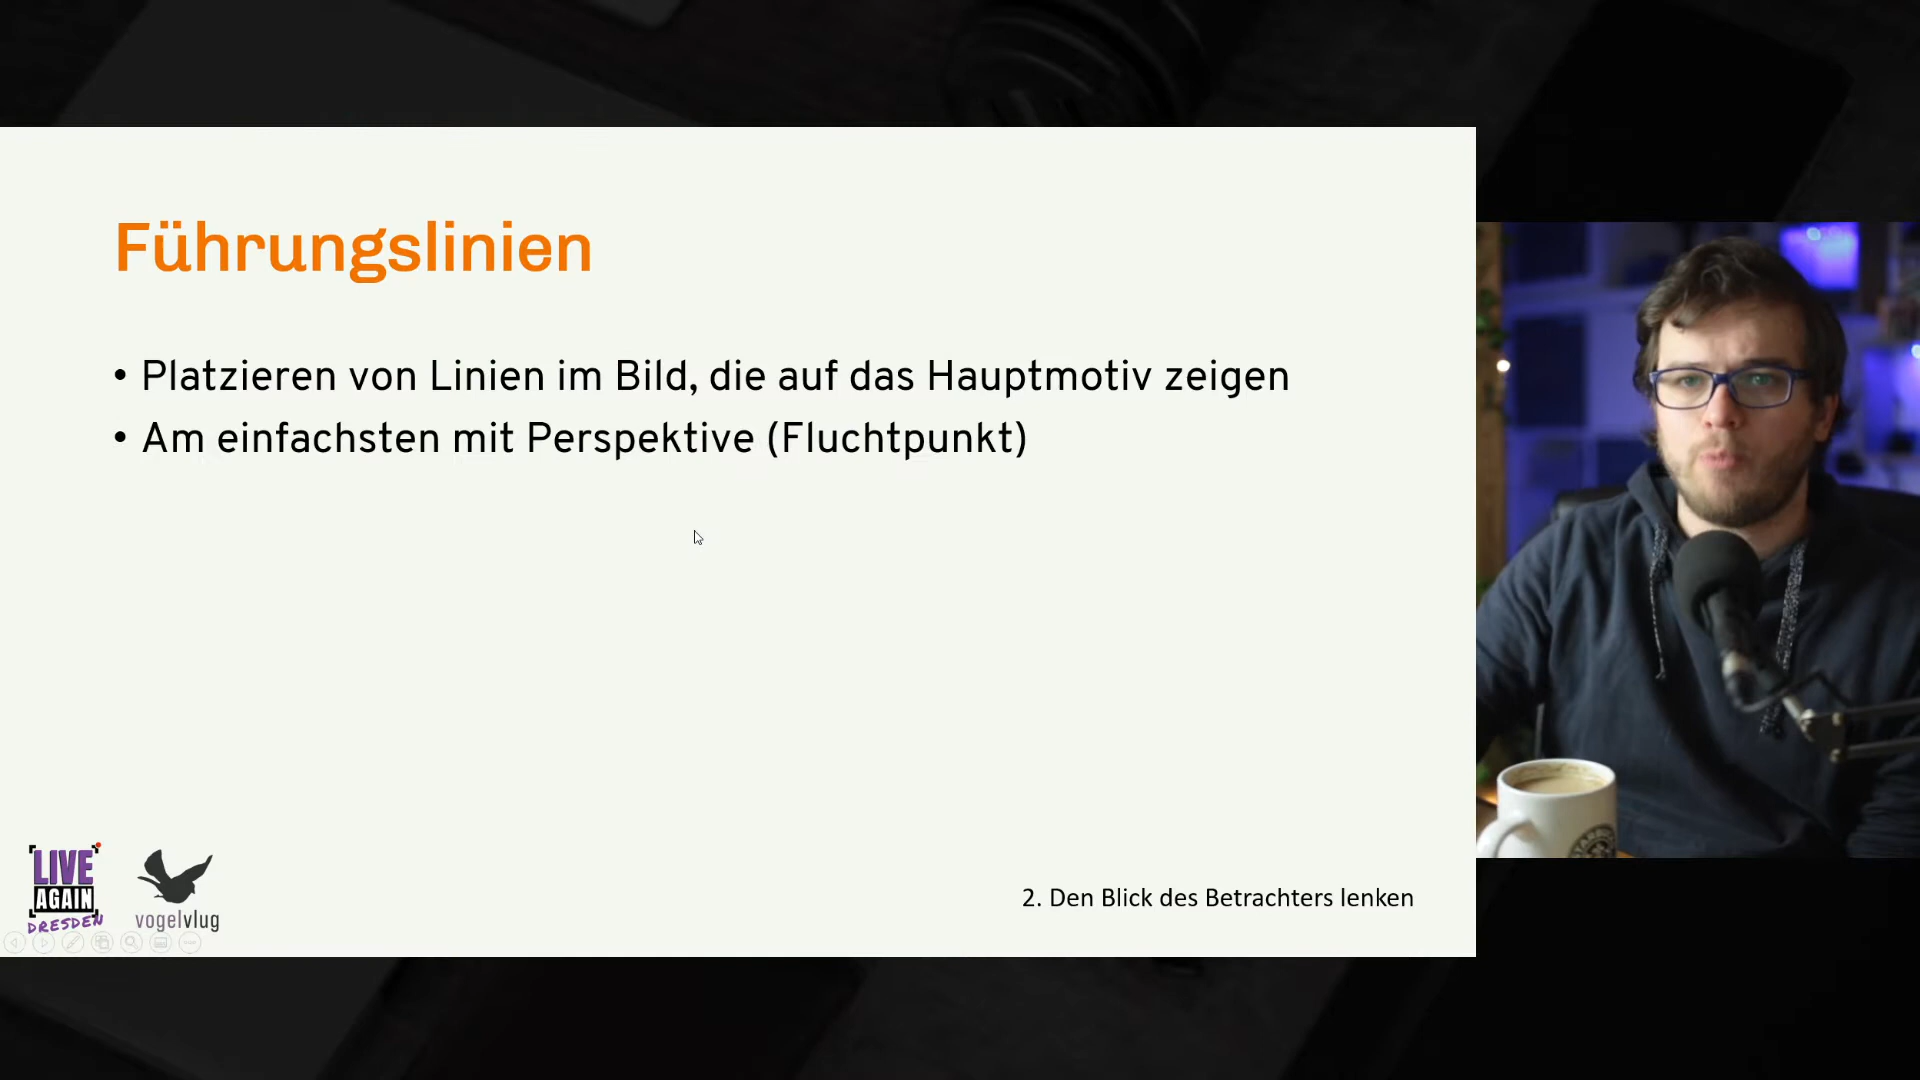 Führungslinien
• Platzieren von Linien im Bild, die auf das Hauptmotiv zeigen
• Am einfachsten mit Perspektive (Fluchtpunkt)
LIVE
AGAIN
DRESDEN
vogelvlug
2. Den Blick des Betrachters lenken